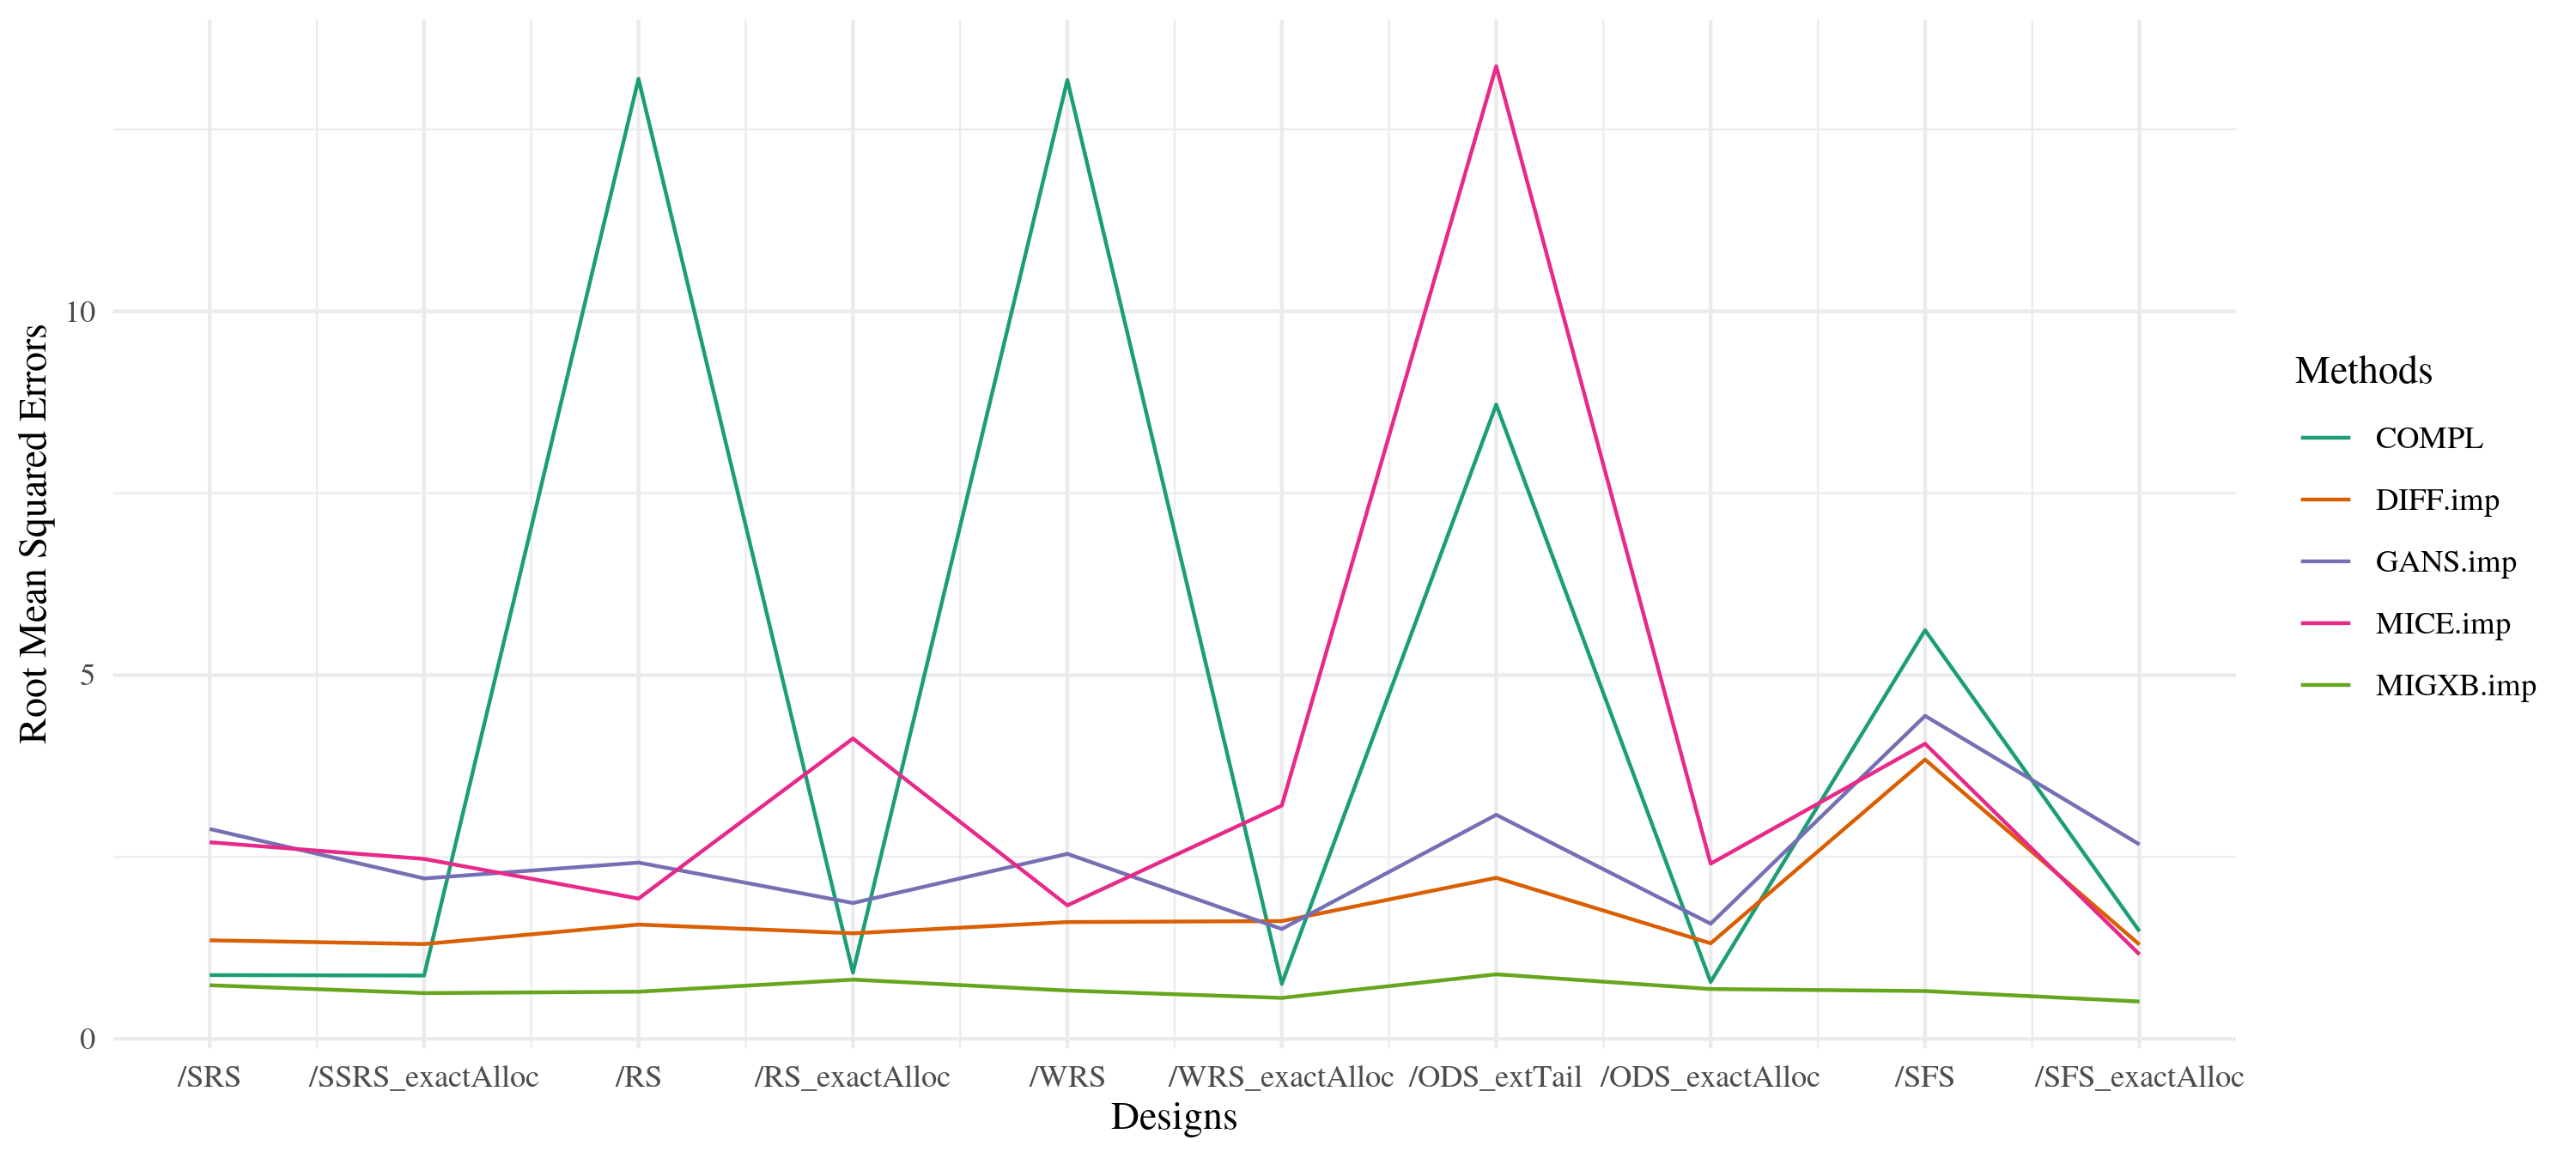 Root Mean Squared Errors
10
5
0
/SRS
/SSRS_exactAlloc
/RS
/RS_exactAlloc
/WRS
/WRS_exactAlloc
/ODS_extTail
/ODS_exactAlloc
/SFS
/SFS_exactAlloc
Designs
Methods
COMPL
DIFF.imp
GANS.imp
MICE.imp
MIGXB.imp